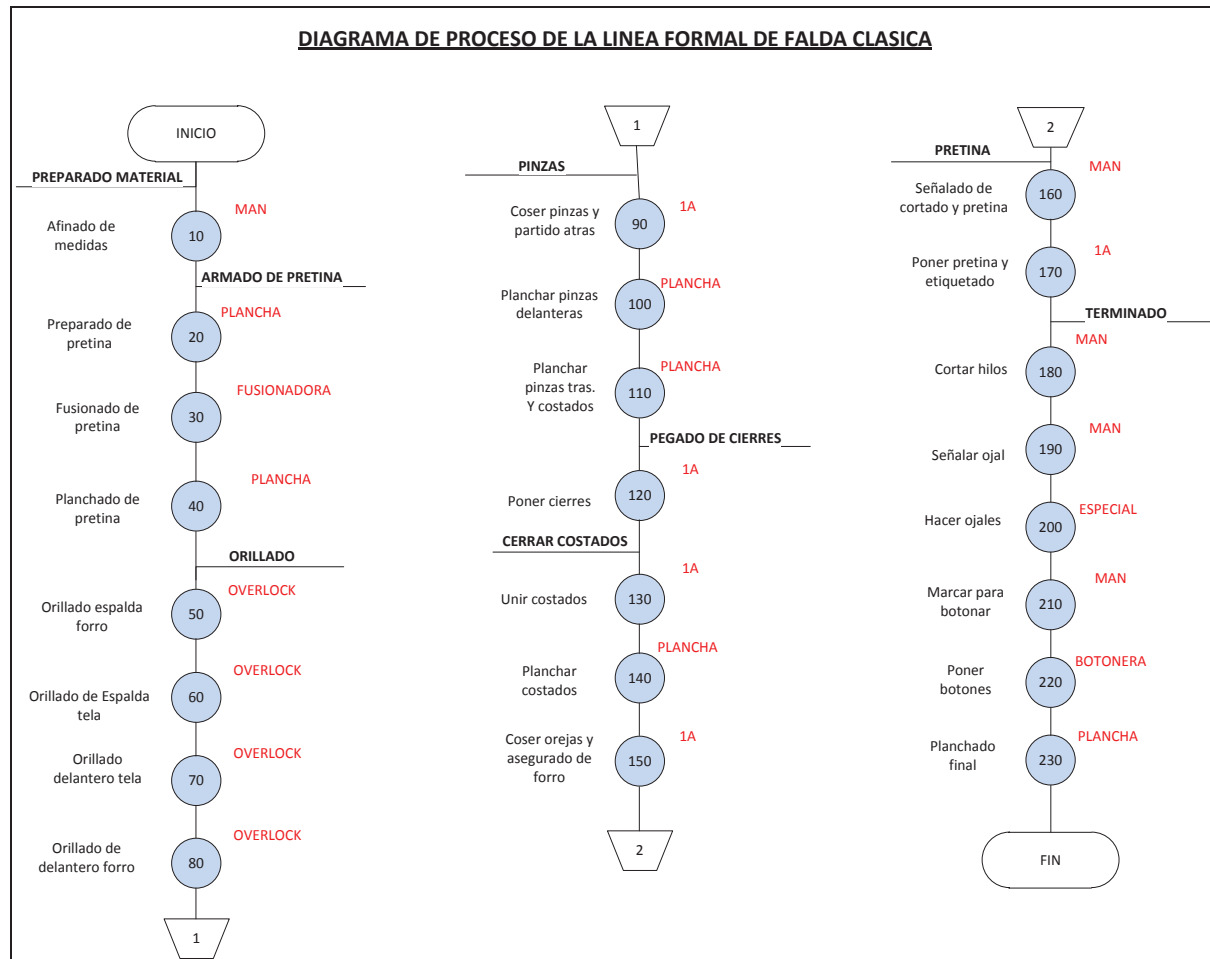 DIAGRAMA DE PROCESO DE LA LINEA FORMAL DE FALDA CLASICA
INICIO
PREPARADO MATERIAL
MAN
Afinado de
medidas
10
ARMADO DE PRETINA
PLANCHA
Preparado de
pretina
20
FUSIONADORA
Fusionado de
pretina
30
PLANCHA
Planchado de
pretina
40
ORILLADO
OVERLOCK
Orillado espalda
forro
50
OVERLOCK
Orillado de Espalda
tela
60
OVERLOCK
Orillado
delantero tela
70
OVERLOCK
Orillado de
delantero forro
80
1
1
PINZAS
1A
Coser pinzas y
partido atras
90
PLANCHA
Planchar pinzas
delanteras
100
PLANCHA
Planchar
pinzas tras.
Y costados
110
PEGADO DE CIERRES
1A
Poner cierres
120
CERRAR COSTADOS
1A
Unir costados
130
PLANCHA
Planchar
costados
140
1A
Coser orejas y
asegurado de
forro
150
2
2
PRETINA
MAN
Señalado de
cortado y pretina
160
1A
Poner pretina y
etiquetado
170
TERMINADO
MAN
Cortar hilos
180
MAN
Señalar ojal
190
ESPECIAL
Hacer ojales
200
MAN
Marcar para
botonar
210
BOTONERA
Poner
botones
220
PLANCHA
Planchado
final
230
FIN